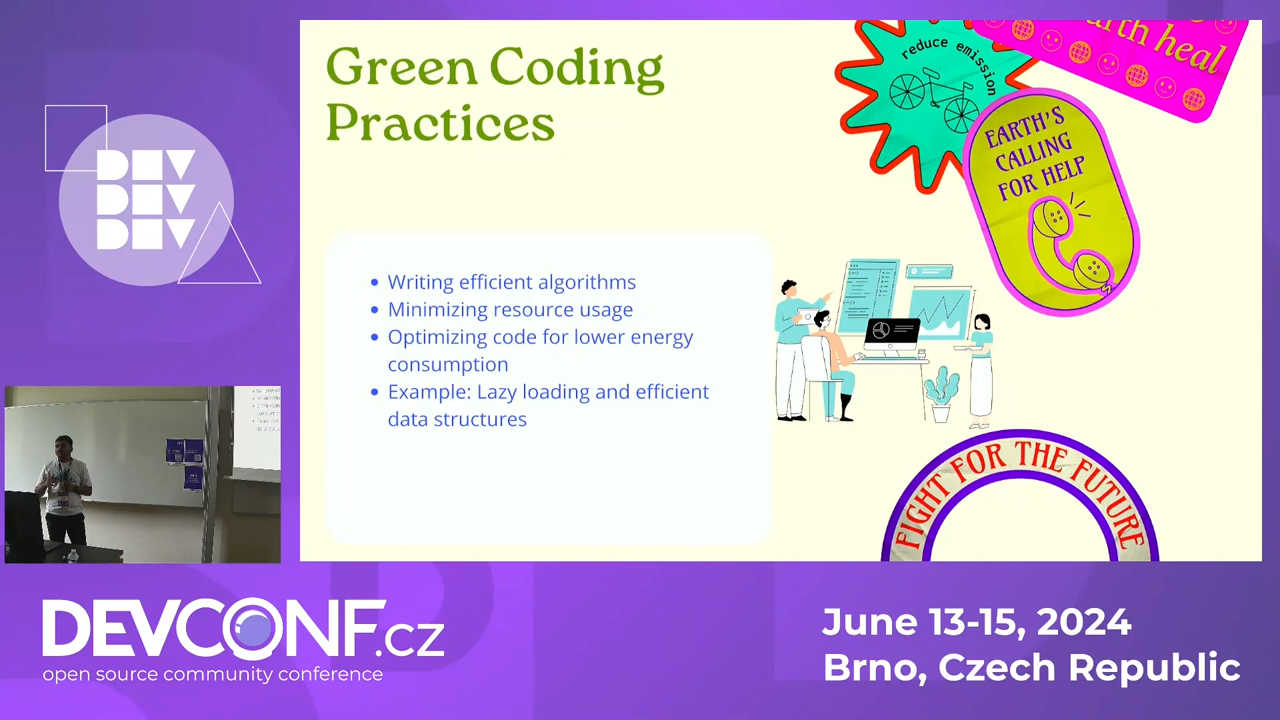 Green Coding
Practices
Writing efficient algorithms
Minimizing resource usage
Optimizing code for lower energy
consumption
Example: Lazy loading and efficient
data structures
reduce emission
earth heal
EARTH'S
CALLING
FOR HELP
FIGHT FOR THE FUTURE
DEV
DEV
DEV
DEVCONF.cz
open source community conference
June 13-15, 2024
Brno, Czech Republic